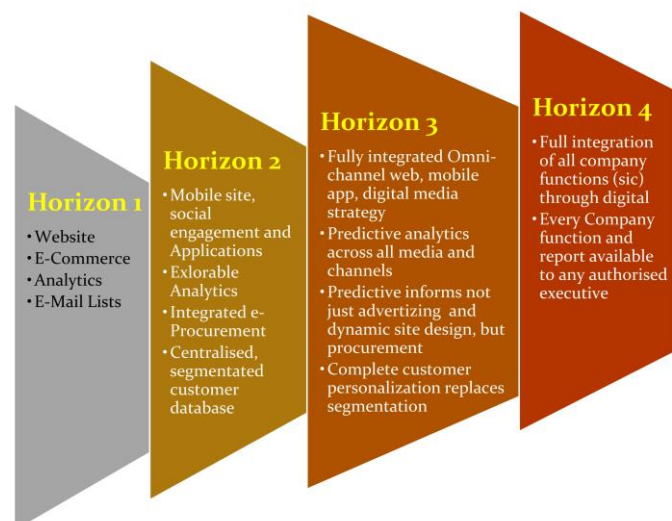 Horizon 1
•Website
•E-Commerce
•Analytics
•E-Mail Lists
Horizon 2
•Mobile site,
social
engagement and
Applications
•Exlorable
Analytics
•Integrated e-
Procurement
•Centralised,
segmentated
customer
database
Horizon 3
•Fully integrated Omni-
channel web, mobile
app, digital media
strategy
•Predictive analytics
across all media and
channels
•Predictive informs not
just advertizing and
dynamic site design, but
procurement
•Complete customer
personalization replaces
segmentation
Horizon 4
•Full integration
of all company
functions (sic)
through digital
•Every Company
function and
report available
to any authorised
executive